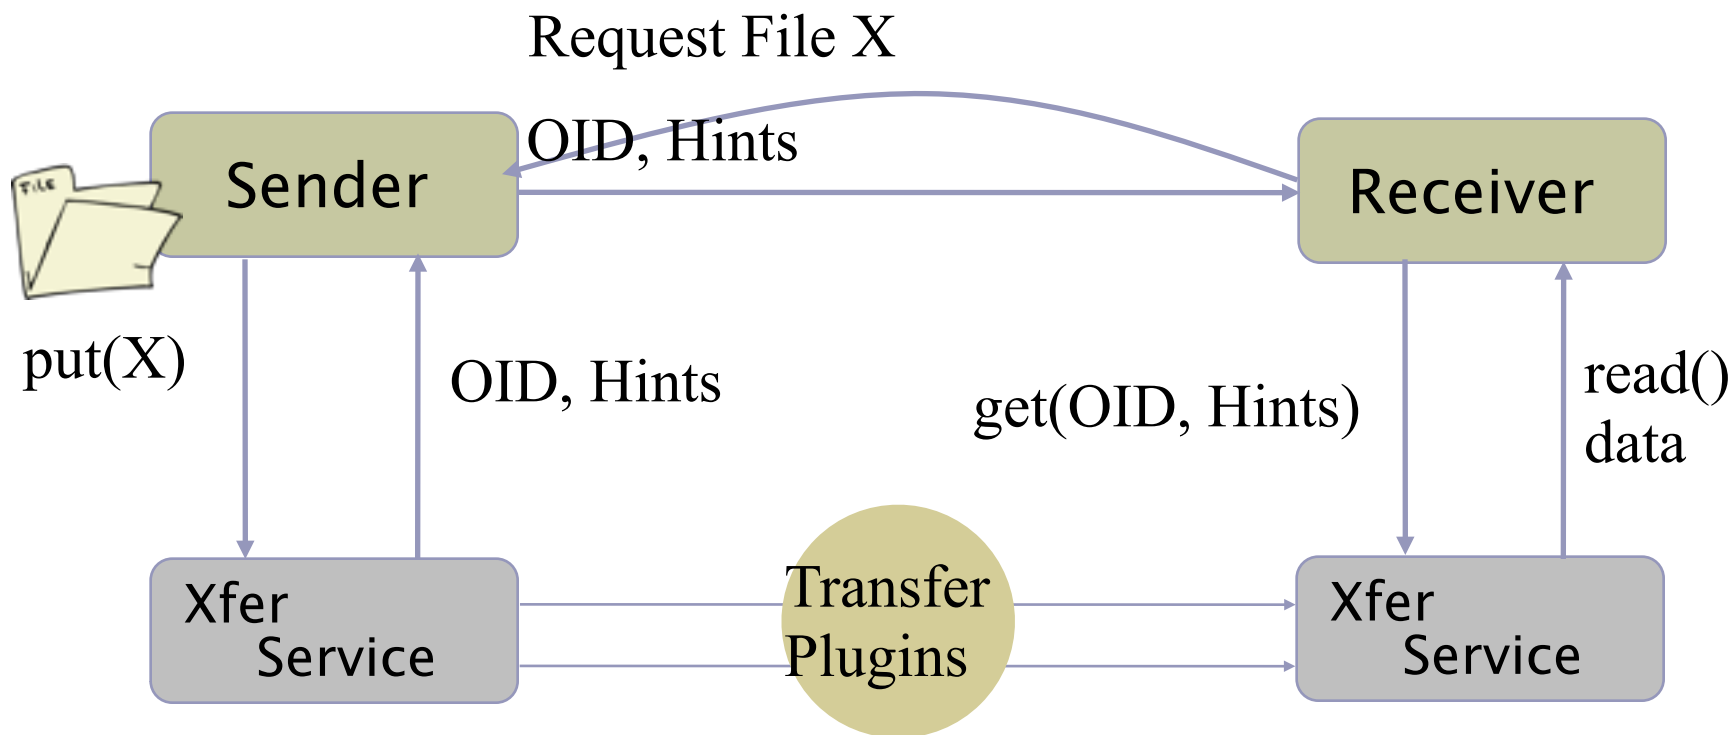 Request File X
OID, Hints
FILE
Sender
Receiver
put(X)
OID, Hints
get(OID, Hints)
read()
data
Xfer
Service
Transfer
Plugins
Xfer
Service